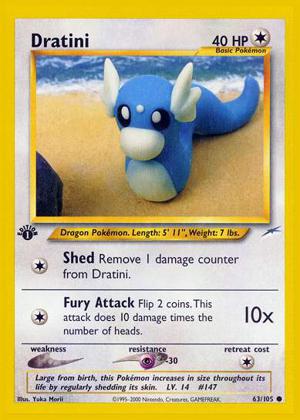 Dratini
40 HP
Basic Pokémon
Dragon Pokémon. Length: 5' 11", Weight: 7 lbs.
EDITION
1
Shed Remove 1 damage counter
from Dratini.
Fury Attack Flip 2 coins. This
attack does 10 damage times the
number of heads.
10x
weakness
resistance
retreat cost
-30
Large from birth, this Pokémon increases in size throughout its
life by regularly shedding its skin. LV. 14 #147
Illus. Yuka Morii
©1995-2000 Nintendo, Creatures, GAMEFREAK.
63/105